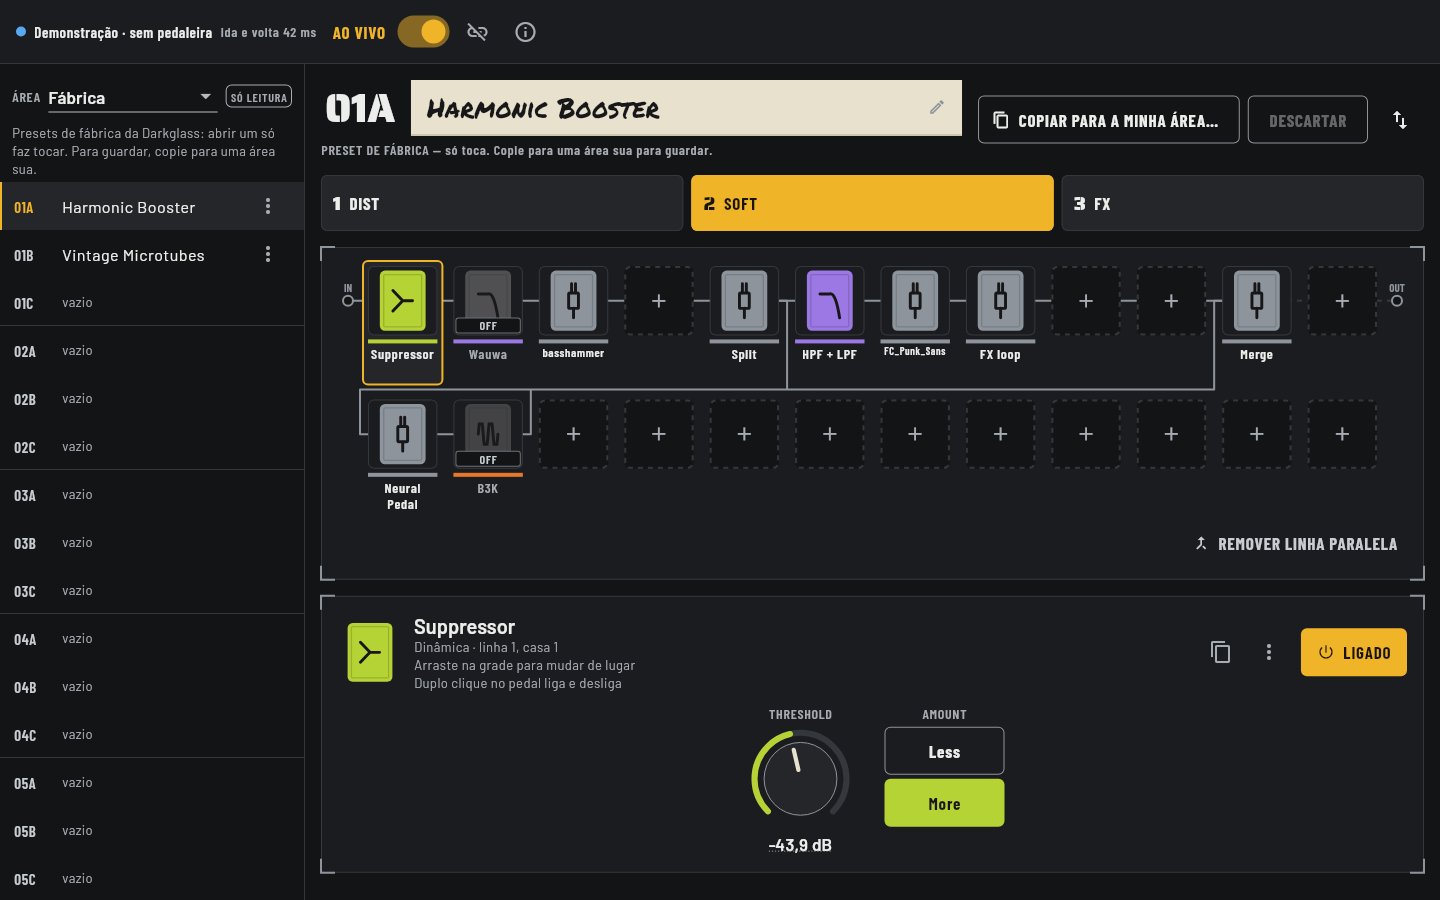 Demonstração · sem pedaleira Ida e volta 42 ms AO VIVO
ÁREA Fábrica SÓ LEITURA
Presets de fábrica da Darkglass: abrir um só
faz tocar. Para guardar, copie para uma área
sua.
01A Harmonic Booster
01B Vintage Microtubes
01C vazio
02A vazio
02B vazio
02C vazio
03A vazio
03B vazio
03C vazio
04A vazio
04B vazio
04C vazio
05A vazio
05B vazio
05C vazio
01A Harmonic Booster COPIAR PARA A MINHA ÁREA... DESCARTAR
PRESET DE FÁBRICA — só toca. Copie para uma área sua para guardar.
1 DIST 2 SOFT 3 FX
IN OUT
OFF
Suppressor Wauwa basshammer Split HPF + LPF FC_Punk_Sans FX loop Merge
OFF
Neural B3K
Pedal
REMOVER LINHA PARALELA
Suppressor
Dinâmica · linha 1, casa 1
Arraste na grade para mudar de lugar
Duplo clique no pedal liga e desliga
LIGADO
THRESHOLD AMOUNT
Less
More
-43,9 dB